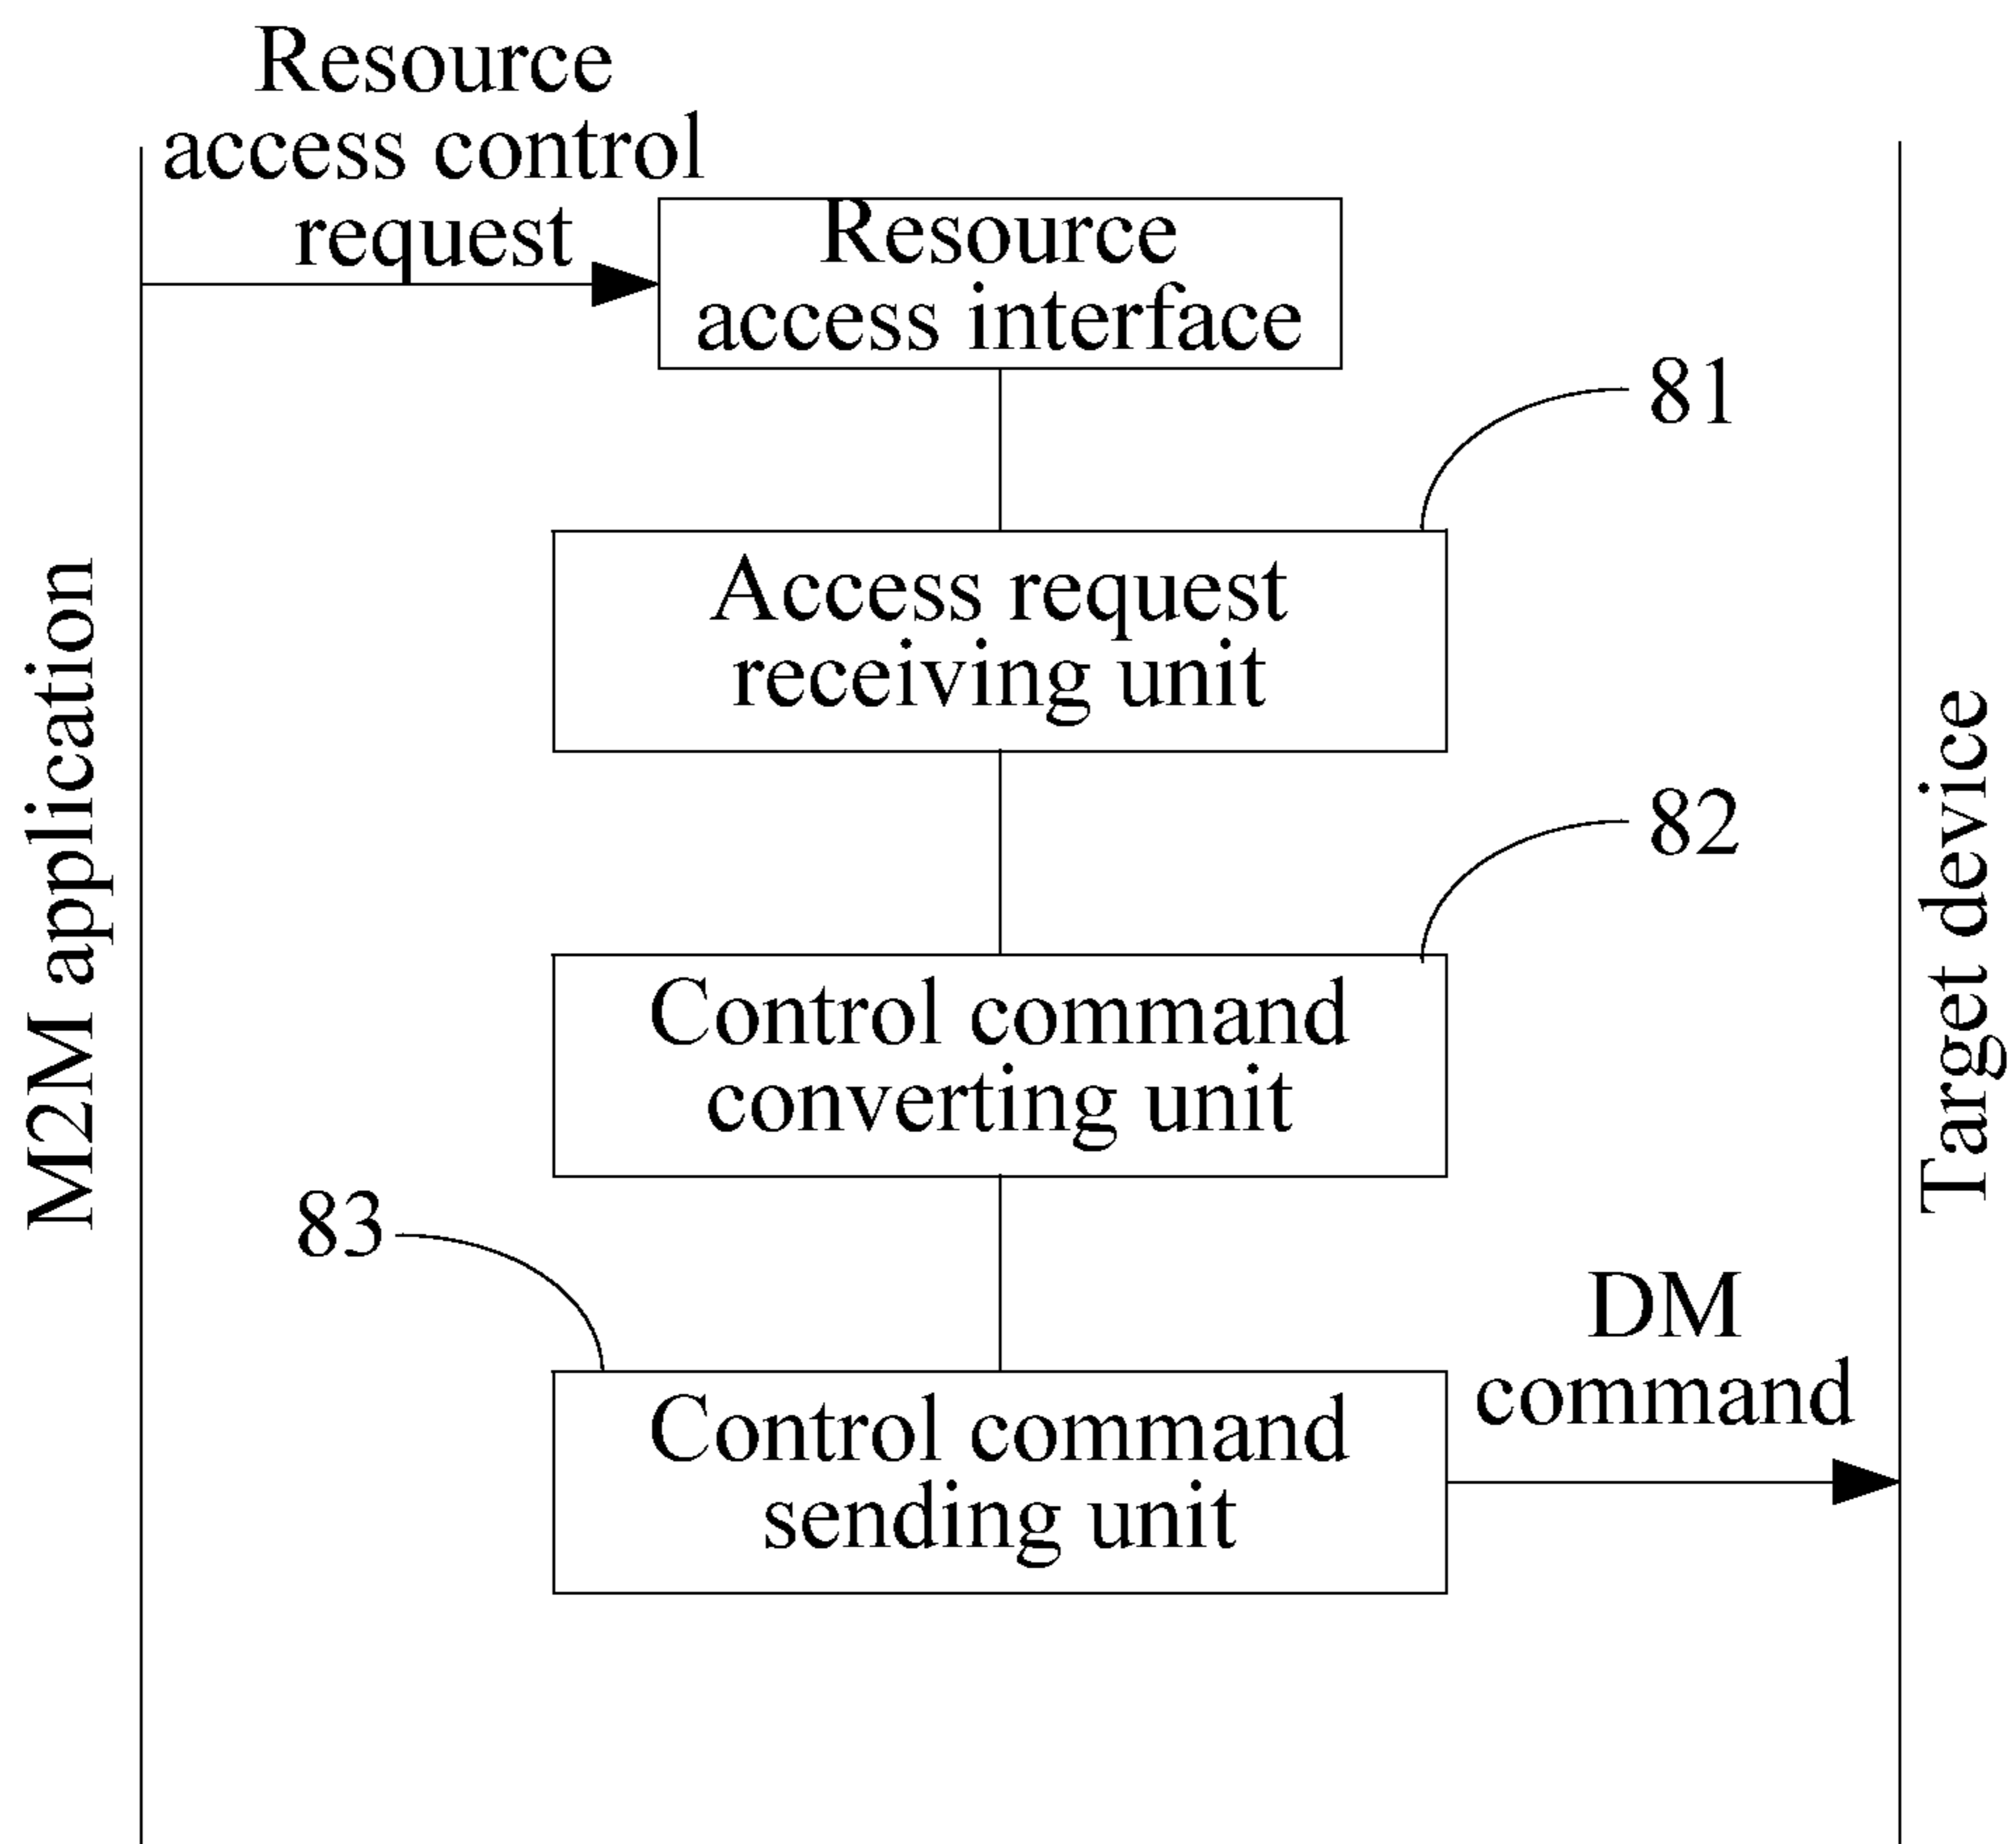 Resource
access control
request
Resource
access interface
81
Access request
receiving unit
M2M application
Target device
82
Control command
converting unit
83
DM
command
Control command
sending unit